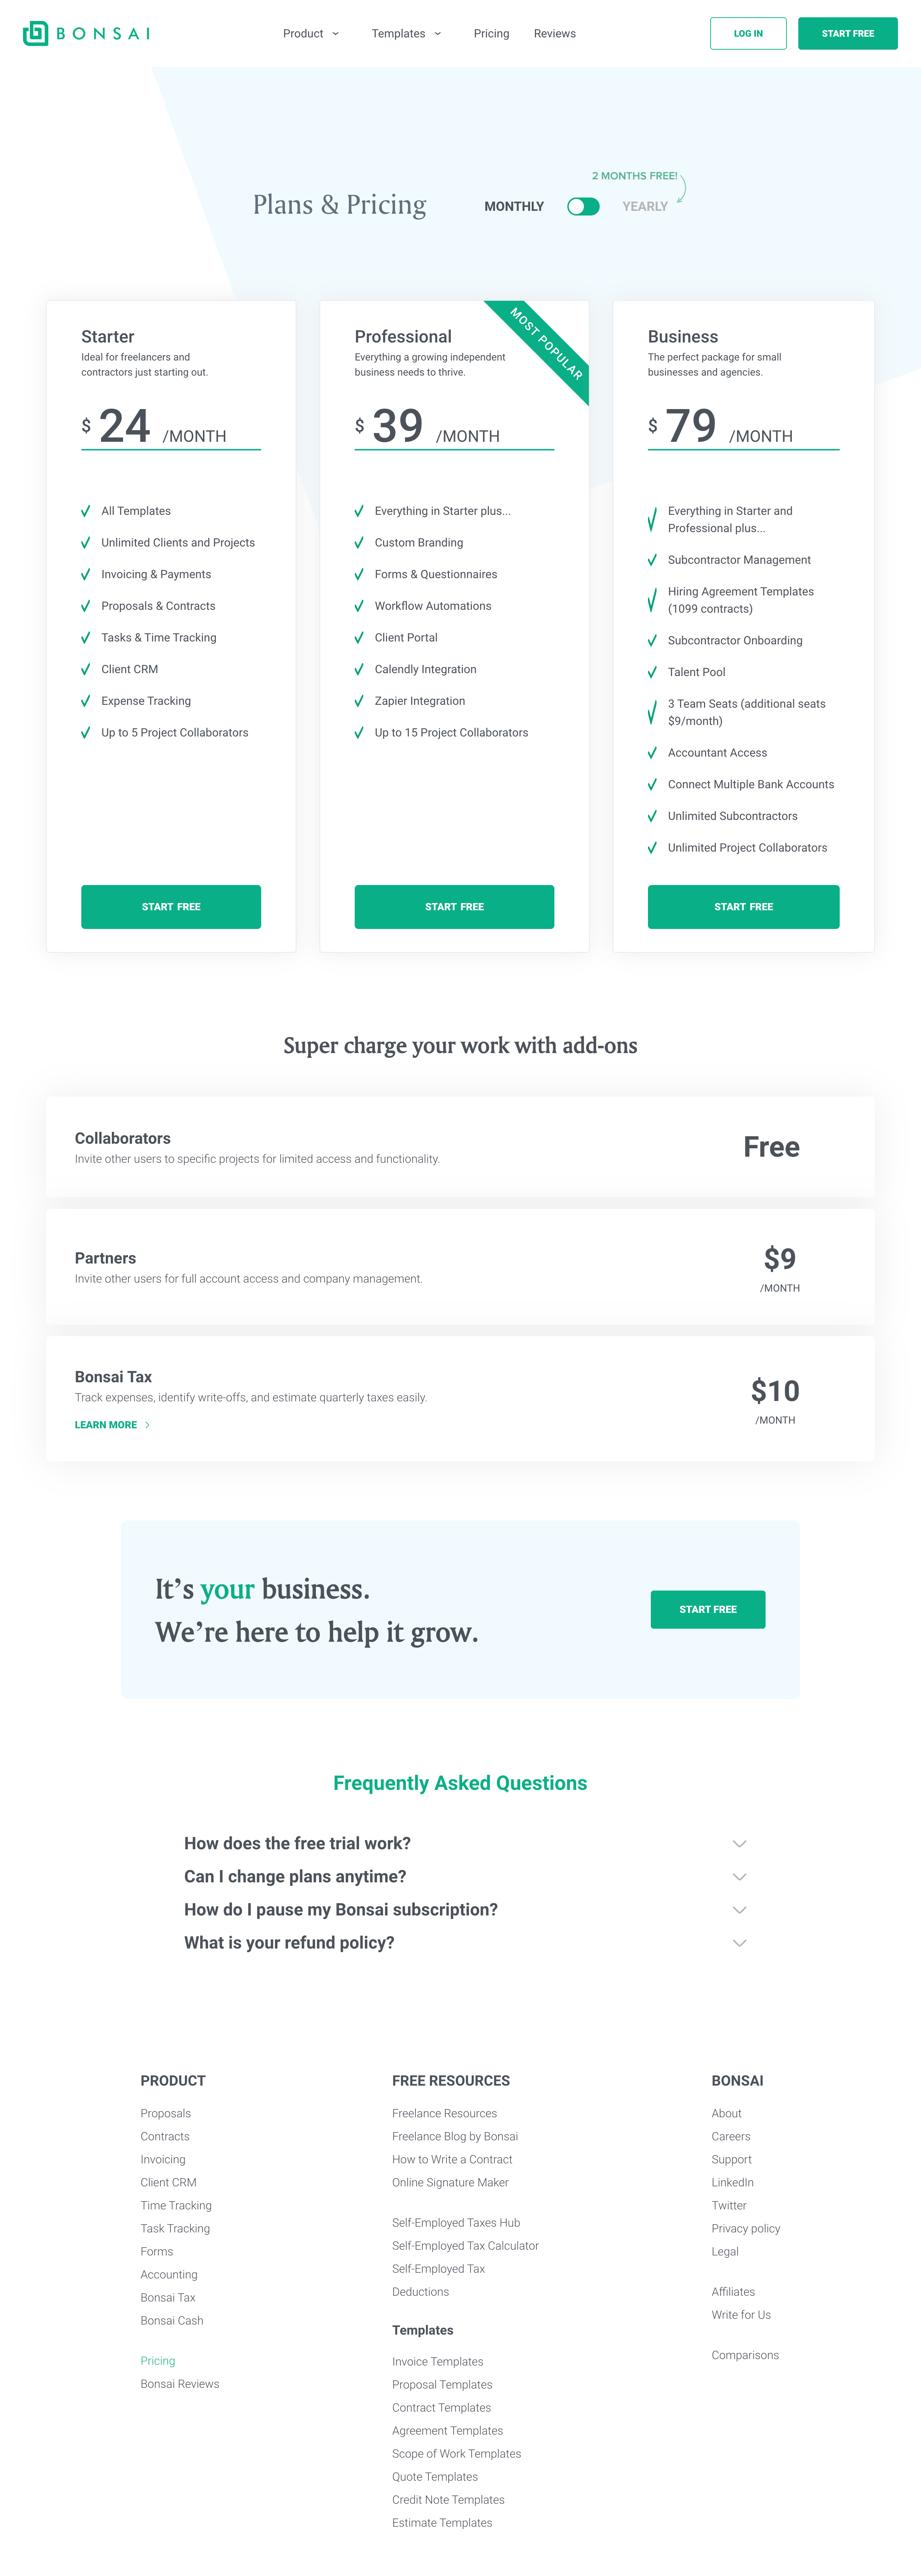 BONSAI
Product
Templates
Pricing
Reviews
LOG IN
START FREE
2 MONTHS FREE!
Plans & Pricing
MONTHLY
YEARLY
Starter
Ideal for freelancers and
contractors just starting out.
$ 24 /MONTH
All Templates
Unlimited Clients and Projects
Invoicing & Payments
Proposals & Contracts
Tasks & Time Tracking
Client CRM
Expense Tracking
Up to 5 Project Collaborators
START FREE
MOST POPULAR
Professional
Everything a growing independent
business needs to thrive.
$ 39 /MONTH
Everything in Starter plus...
Custom Branding
Forms & Questionnaires
Workflow Automations
Client Portal
Calendly Integration
Zapier Integration
Up to 15 Project Collaborators
START FREE
Business
The perfect package for small
businesses and agencies.
$ 79 /MONTH
Everything in Starter and
Professional plus...
Subcontractor Management
Hiring Agreement Templates
(1099 contracts)
Subcontractor Onboarding
Talent Pool
3 Team Seats (additional seats
$9/month)
Accountant Access
Connect Multiple Bank Accounts
Unlimited Subcontractors
Unlimited Project Collaborators
START FREE
Super charge your work with add-ons
Collaborators
Invite other users to specific projects for limited access and functionality.
Free
Partners
Invite other users for full account access and company management.
$9
/MONTH
Bonsai Tax
Track expenses, identify write-offs, and estimate quarterly taxes easily.
LEARN MORE
$10
/MONTH
It's your business.
We're here to help it grow.
START FREE
Frequently Asked Questions
How does the free trial work?
Can I change plans anytime?
How do I pause my Bonsai subscription?
What is your refund policy?
PRODUCT
Proposals
Contracts
Invoicing
Client CRM
Time Tracking
Task Tracking
Forms
Accounting
Bonsai Tax
Bonsai Cash
Pricing
Bonsai Reviews
FREE RESOURCES
Freelance Resources
Freelance Blog by Bonsai
How to Write a Contract
Online Signature Maker
Self-Employed Taxes Hub
Self-Employed Tax Calculator
Self-Employed Tax
Deductions
Templates
Invoice Templates
Proposal Templates
Contract Templates
Agreement Templates
Scope of Work Templates
Quote Templates
Credit Note Templates
Estimate Templates
BONSAI
About
Careers
Support
LinkedIn
Twitter
Privacy policy
Legal
Affiliates
Write for Us
Comparisons